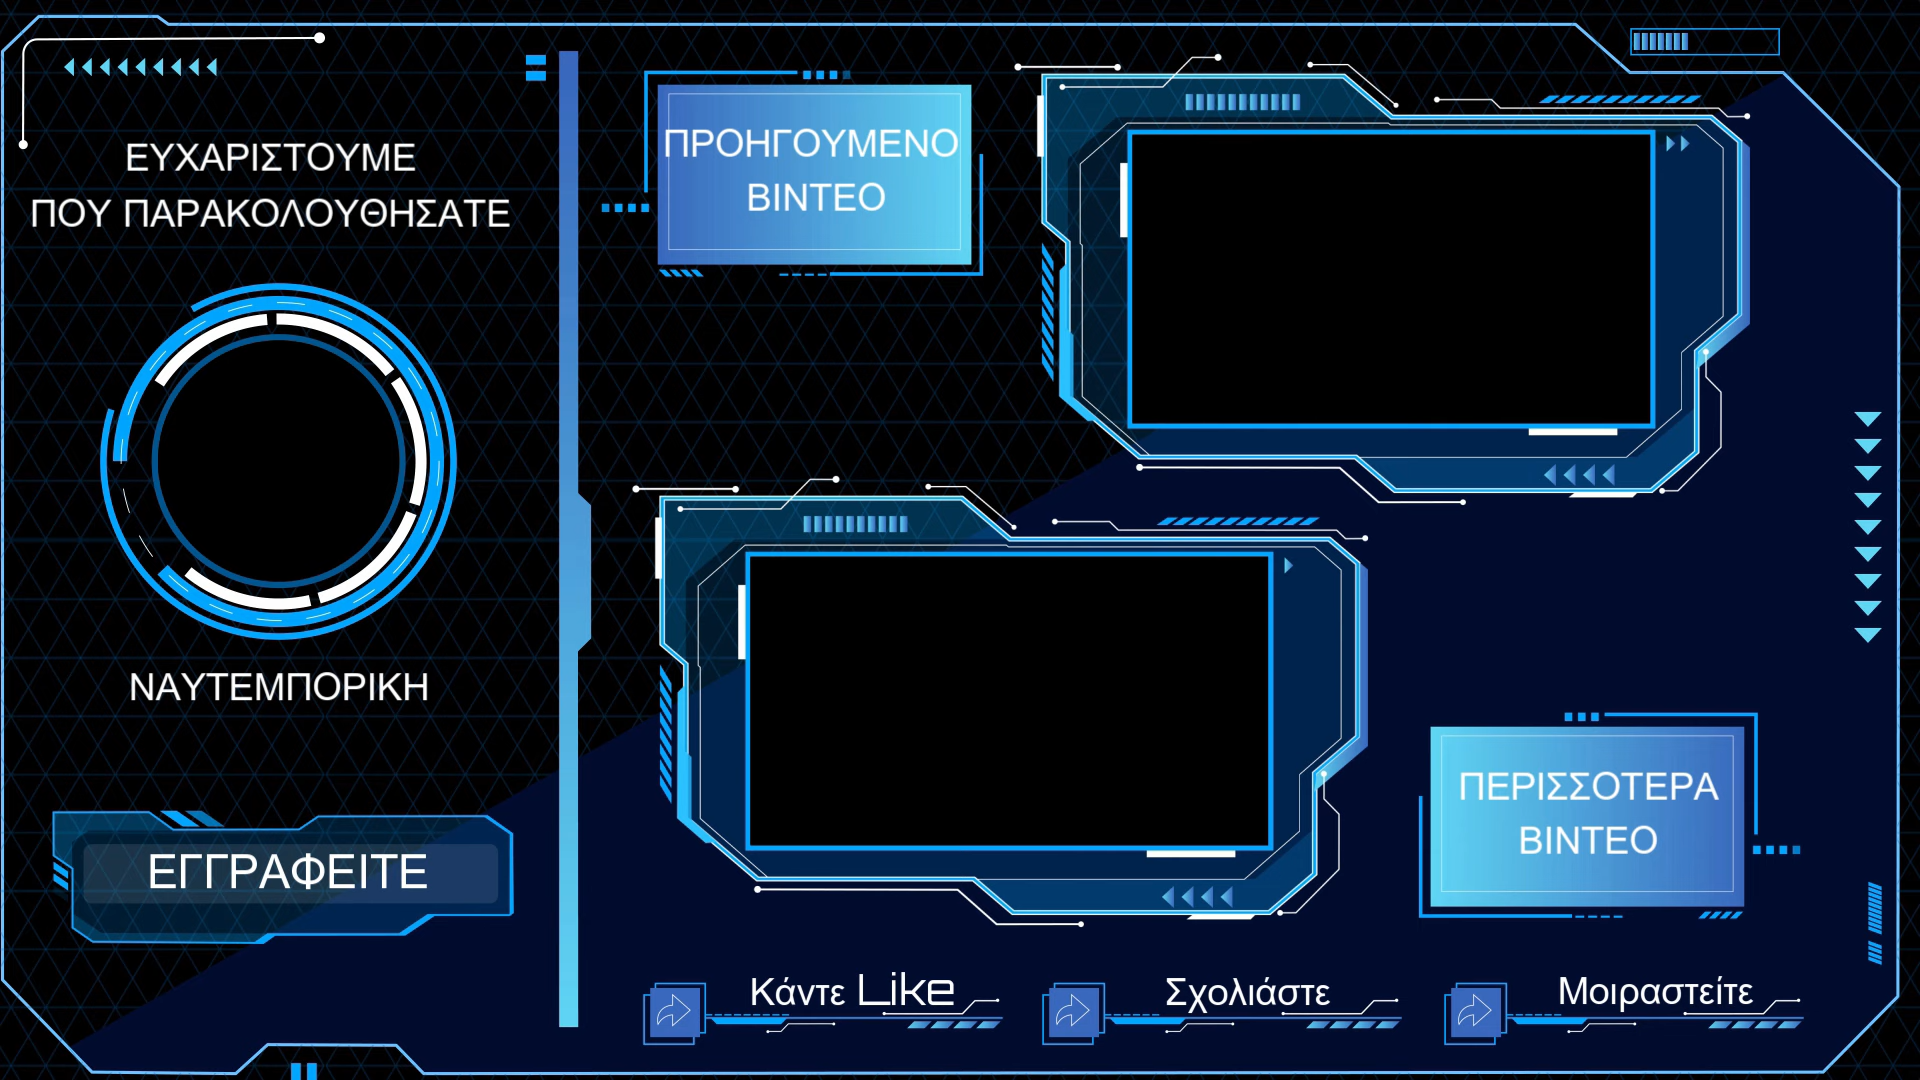 ΕΥΧΑΡΙΣΤΟΥΜΕ
ΠΟΥ ΠΑΡΑΚΟΛΟΥΘΗΣΑΤΕ
ΝΑΥΤΕΜΠΟΡΙΚΗ
ΕΓΓΡΑΦΕΙΤΕ
ΠΡΟΗΓΟΥΜΕΝΟ
ΒΙΝΤΕΟ
ΠΕΡΙΣΣΟΤΕΡΑ
ΒΙΝΤΕΟ
Κάντε Like
Σχολιάστε
Μοιραστείτε